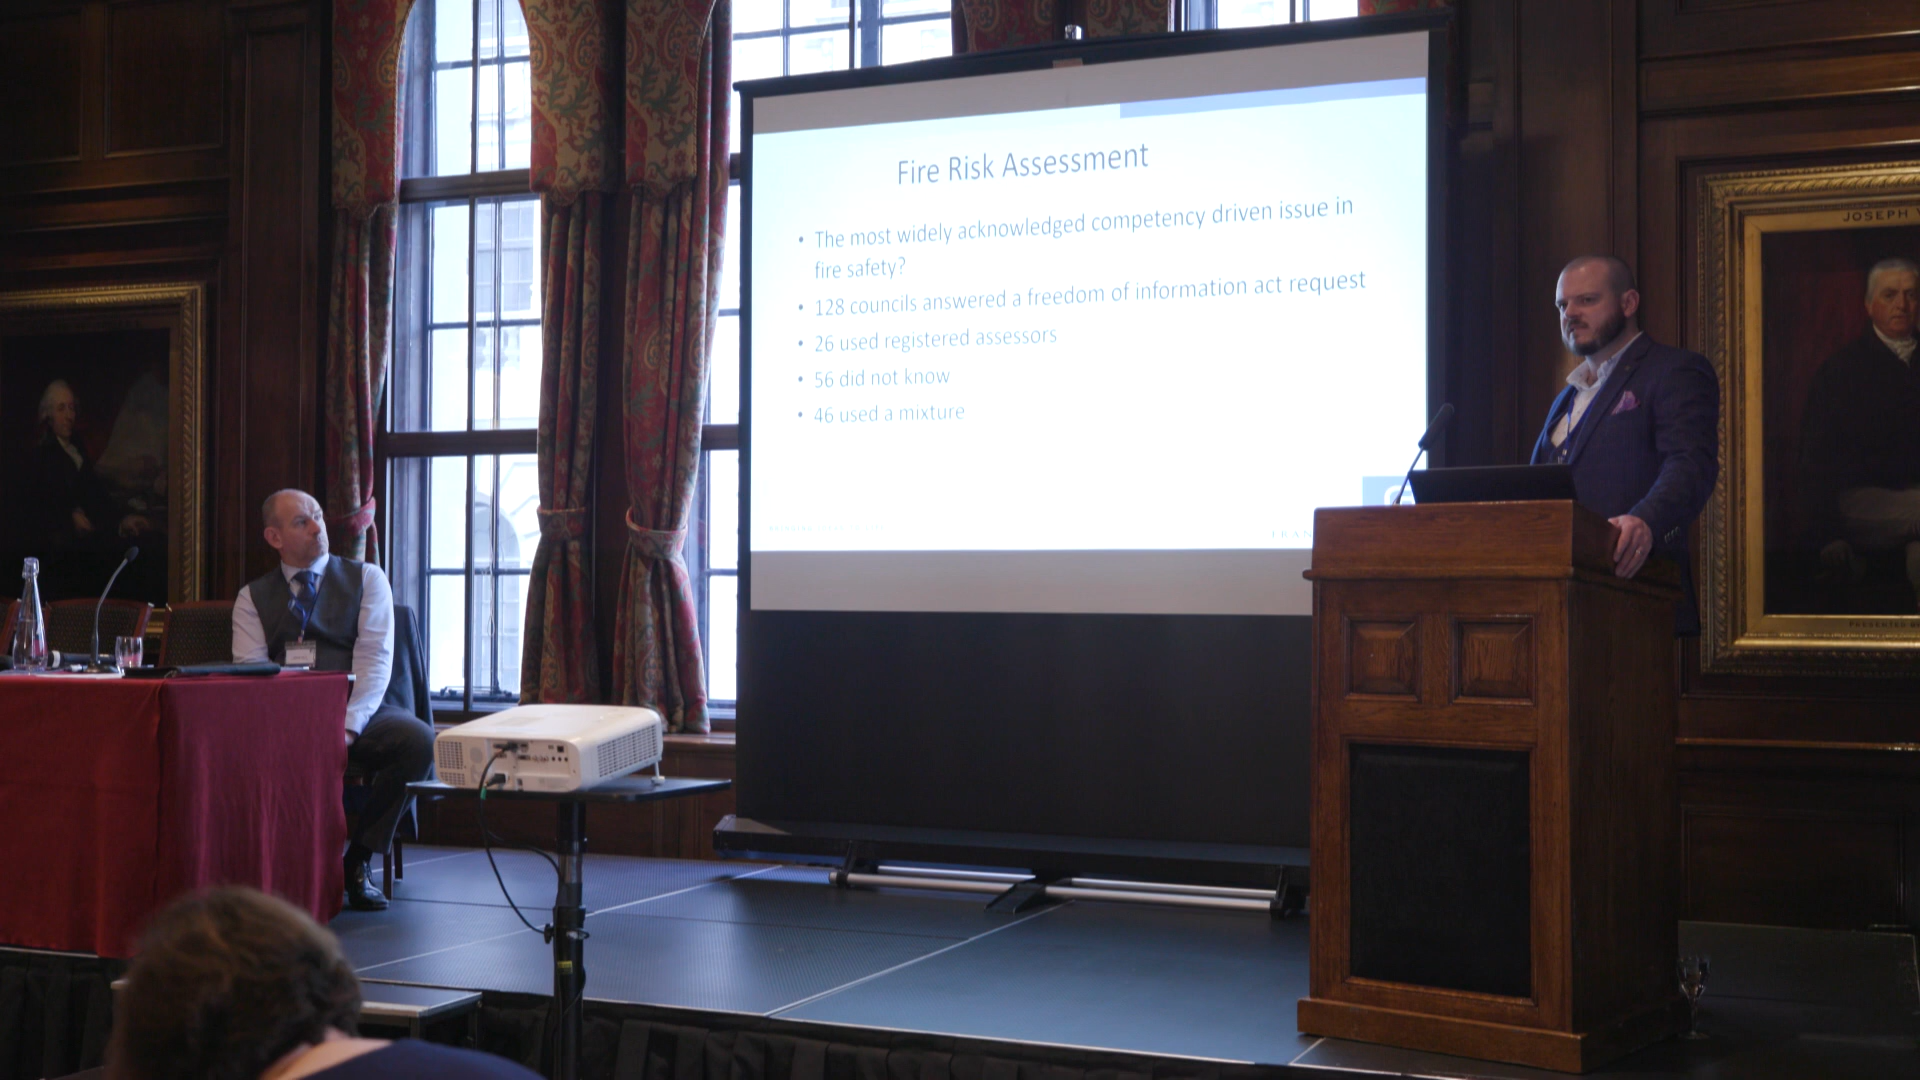 Fire Risk Assessment
• The most widely acknowledged competency driven issue in
fire safety?
• 128 councils answered a freedom of information act request
• 26 used registered assessors
• 56 did not know
• 46 used a mixture
FRAN
JOSEPH